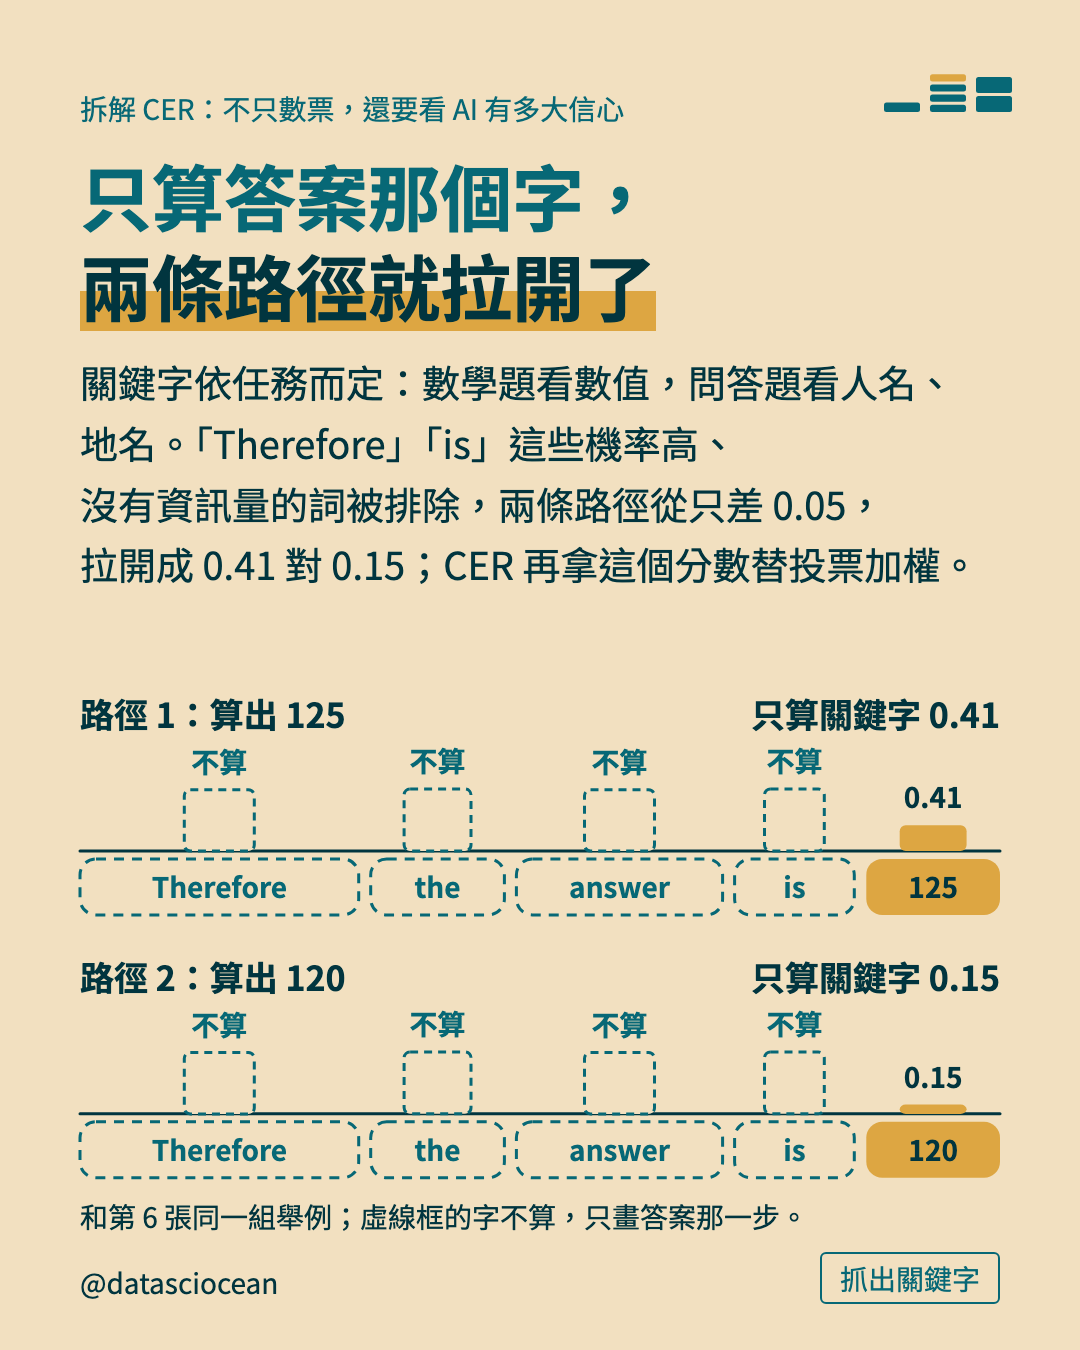 拆解 CER：不只數票，還要看 AI 有多大信心
只算答案那個字，
兩條路徑就拉開了
關鍵字依任務而定：數學題看數值，問答題看人名、
地名。「Therefore」「is」這些機率高、
沒有資訊量的詞被排除，兩條路徑從只差 0.05，
拉開成 0.41 對 0.15；CER 再拿這個分數替投票加權。
路徑 1：算出 125
只算關鍵字 0.41
不算 不算 不算 不算 0.41
Therefore the answer is 125
路徑 2：算出 120
只算關鍵字 0.15
不算 不算 不算 不算 0.15
Therefore the answer is 120
和第 6 張同一組舉例；虛線框的字不算，只畫答案那一步。
@datasciocean
抓出關鍵字